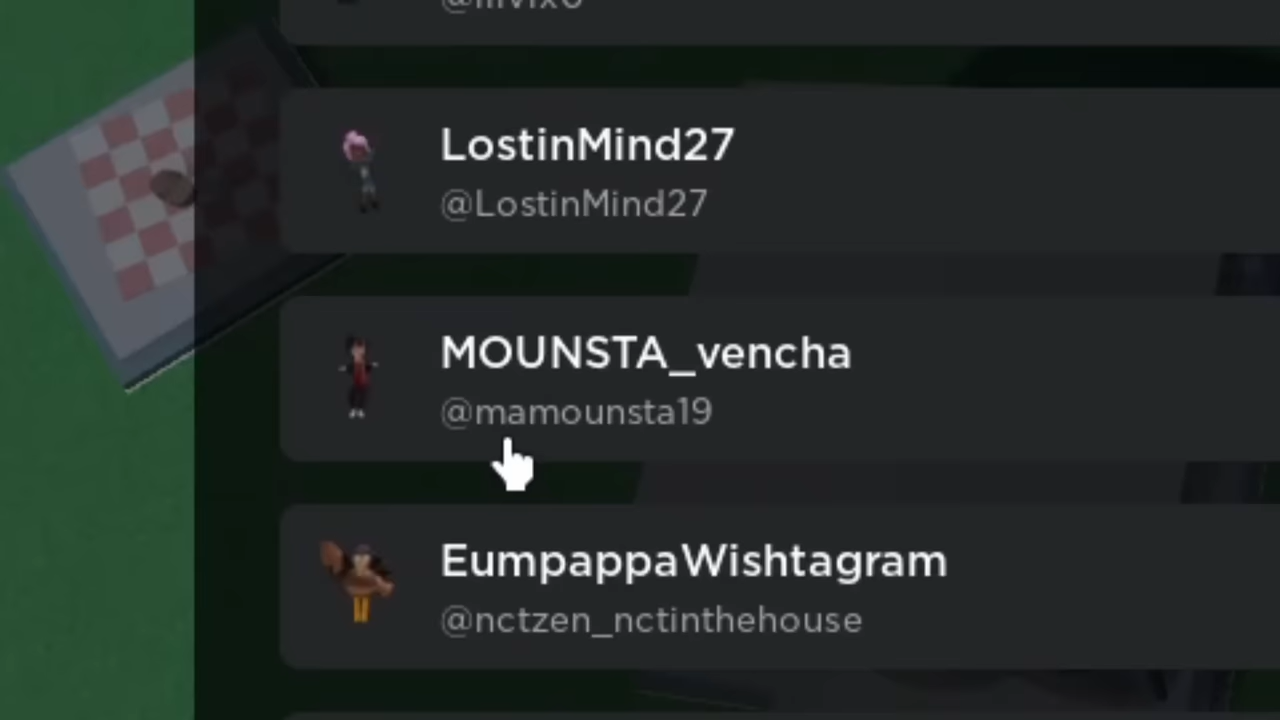 LostinMind27
@LostinMind27
MOUNSTA_vencha
@mamounsta19
EumpappaWishtagram
@nctzen_nctinthehouse